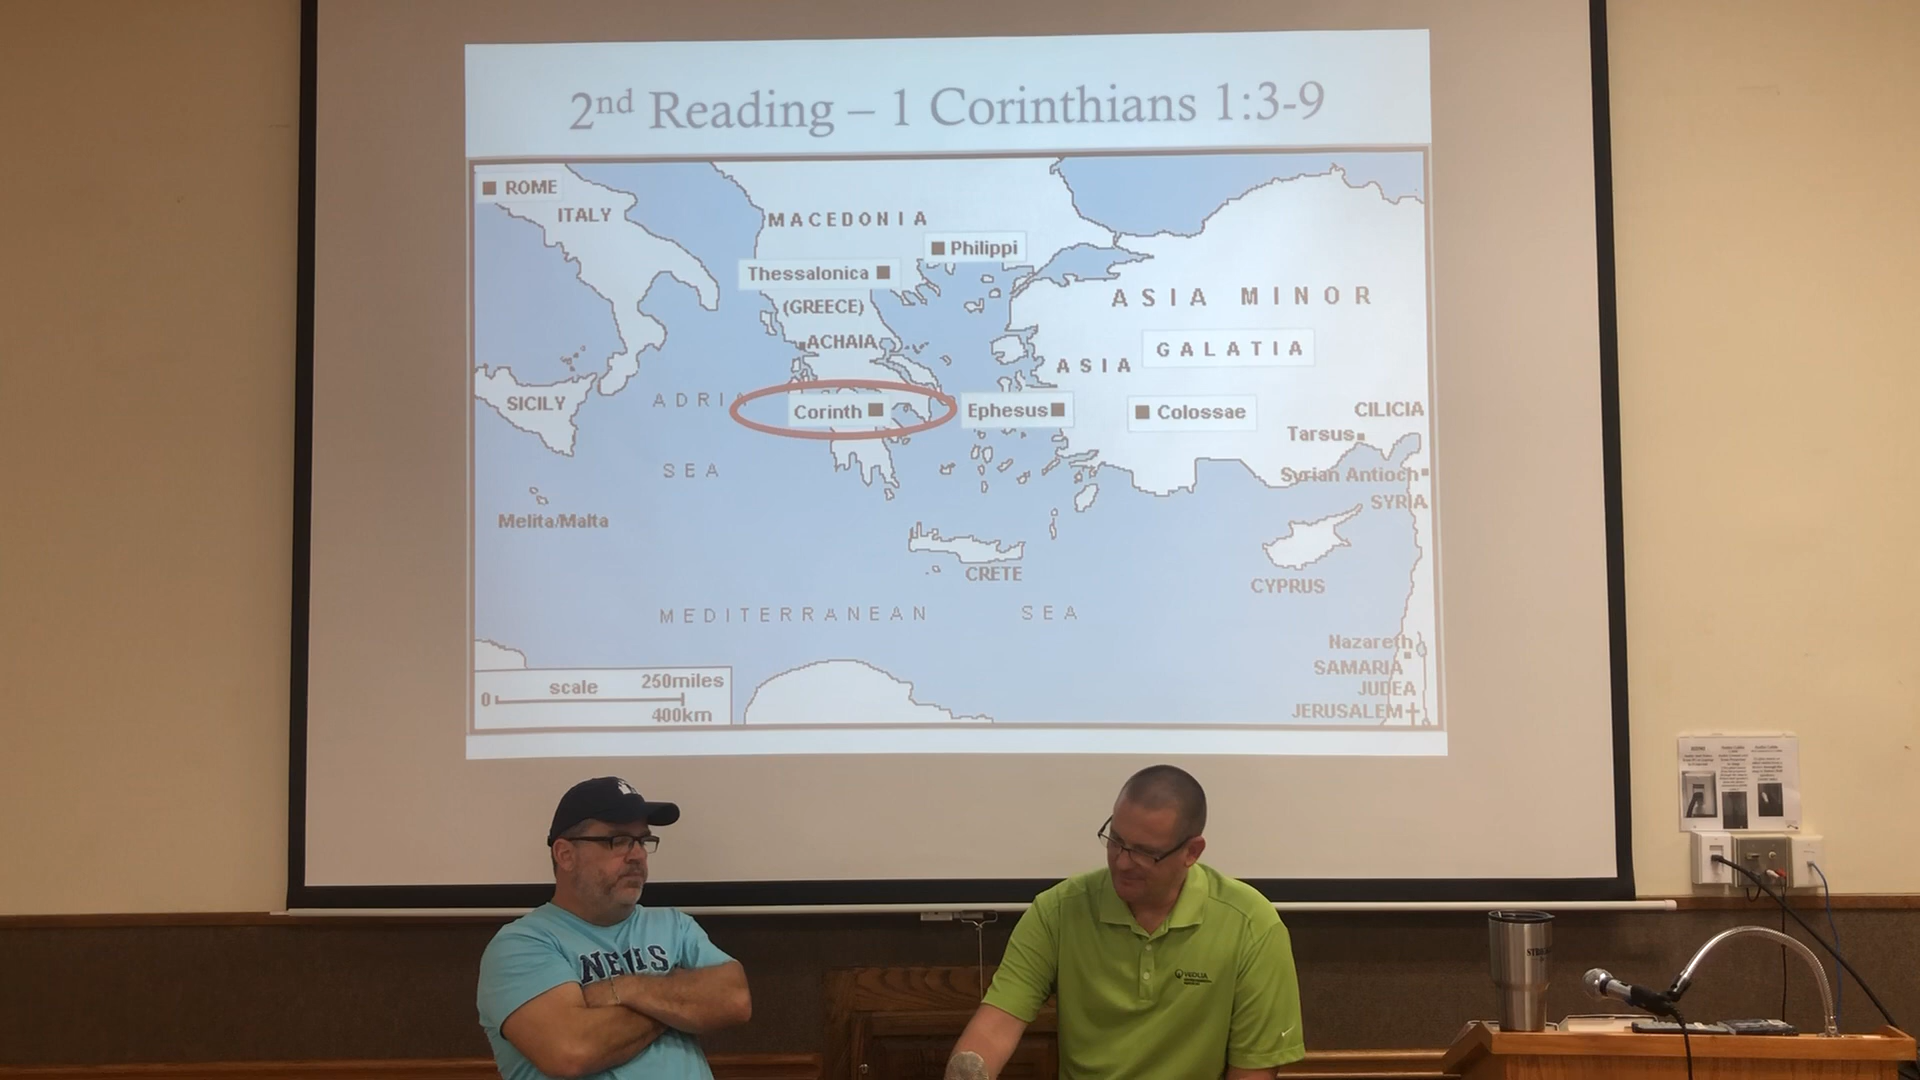 2nd Reading – 1 Corinthians 1:3-9
ROME
ITALY
MACEDONIA
Philippi
Thessalonica
(GREECE)
ASIA MINOR
ACHAIA
GALATIA
ASIA
SICILY
ADRIA
Corinth
Ephesus
Colossae
CILICIA
Tarsus
SEA
Syrian Antioch
SYRIA
Melita/Malta
CRETE
CYPRUS
MEDITERRANEAN SEA
Nazareth
SAMARIA
JUDEA
JERUSALEM
scale
250miles
0
400km
VEOLIA